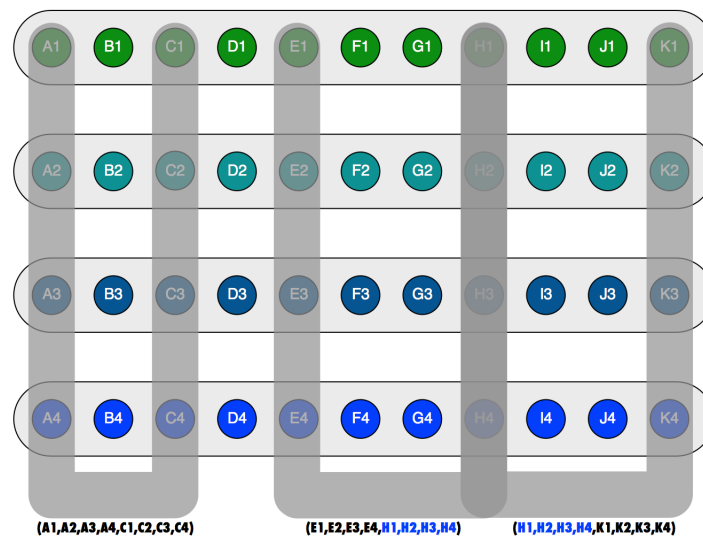 A1 B1 C1 D1 E1 F1 G1 H1 I1 J1 K1
A2 B2 C2 D2 E2 F2 G2 H2 I2 J2 K2
A3 B3 C3 D3 E3 F3 G3 H3 I3 J3 K3
A4 B4 C4 D4 E4 F4 G4 H4 I4 J4 K4
(A1,A2,A3,A4,C1,C2,C3,C4) (E1,E2,E3,E4,H1,H2,H3,H4) (H1,H2,H3,H4,K1,K2,K3,K4)